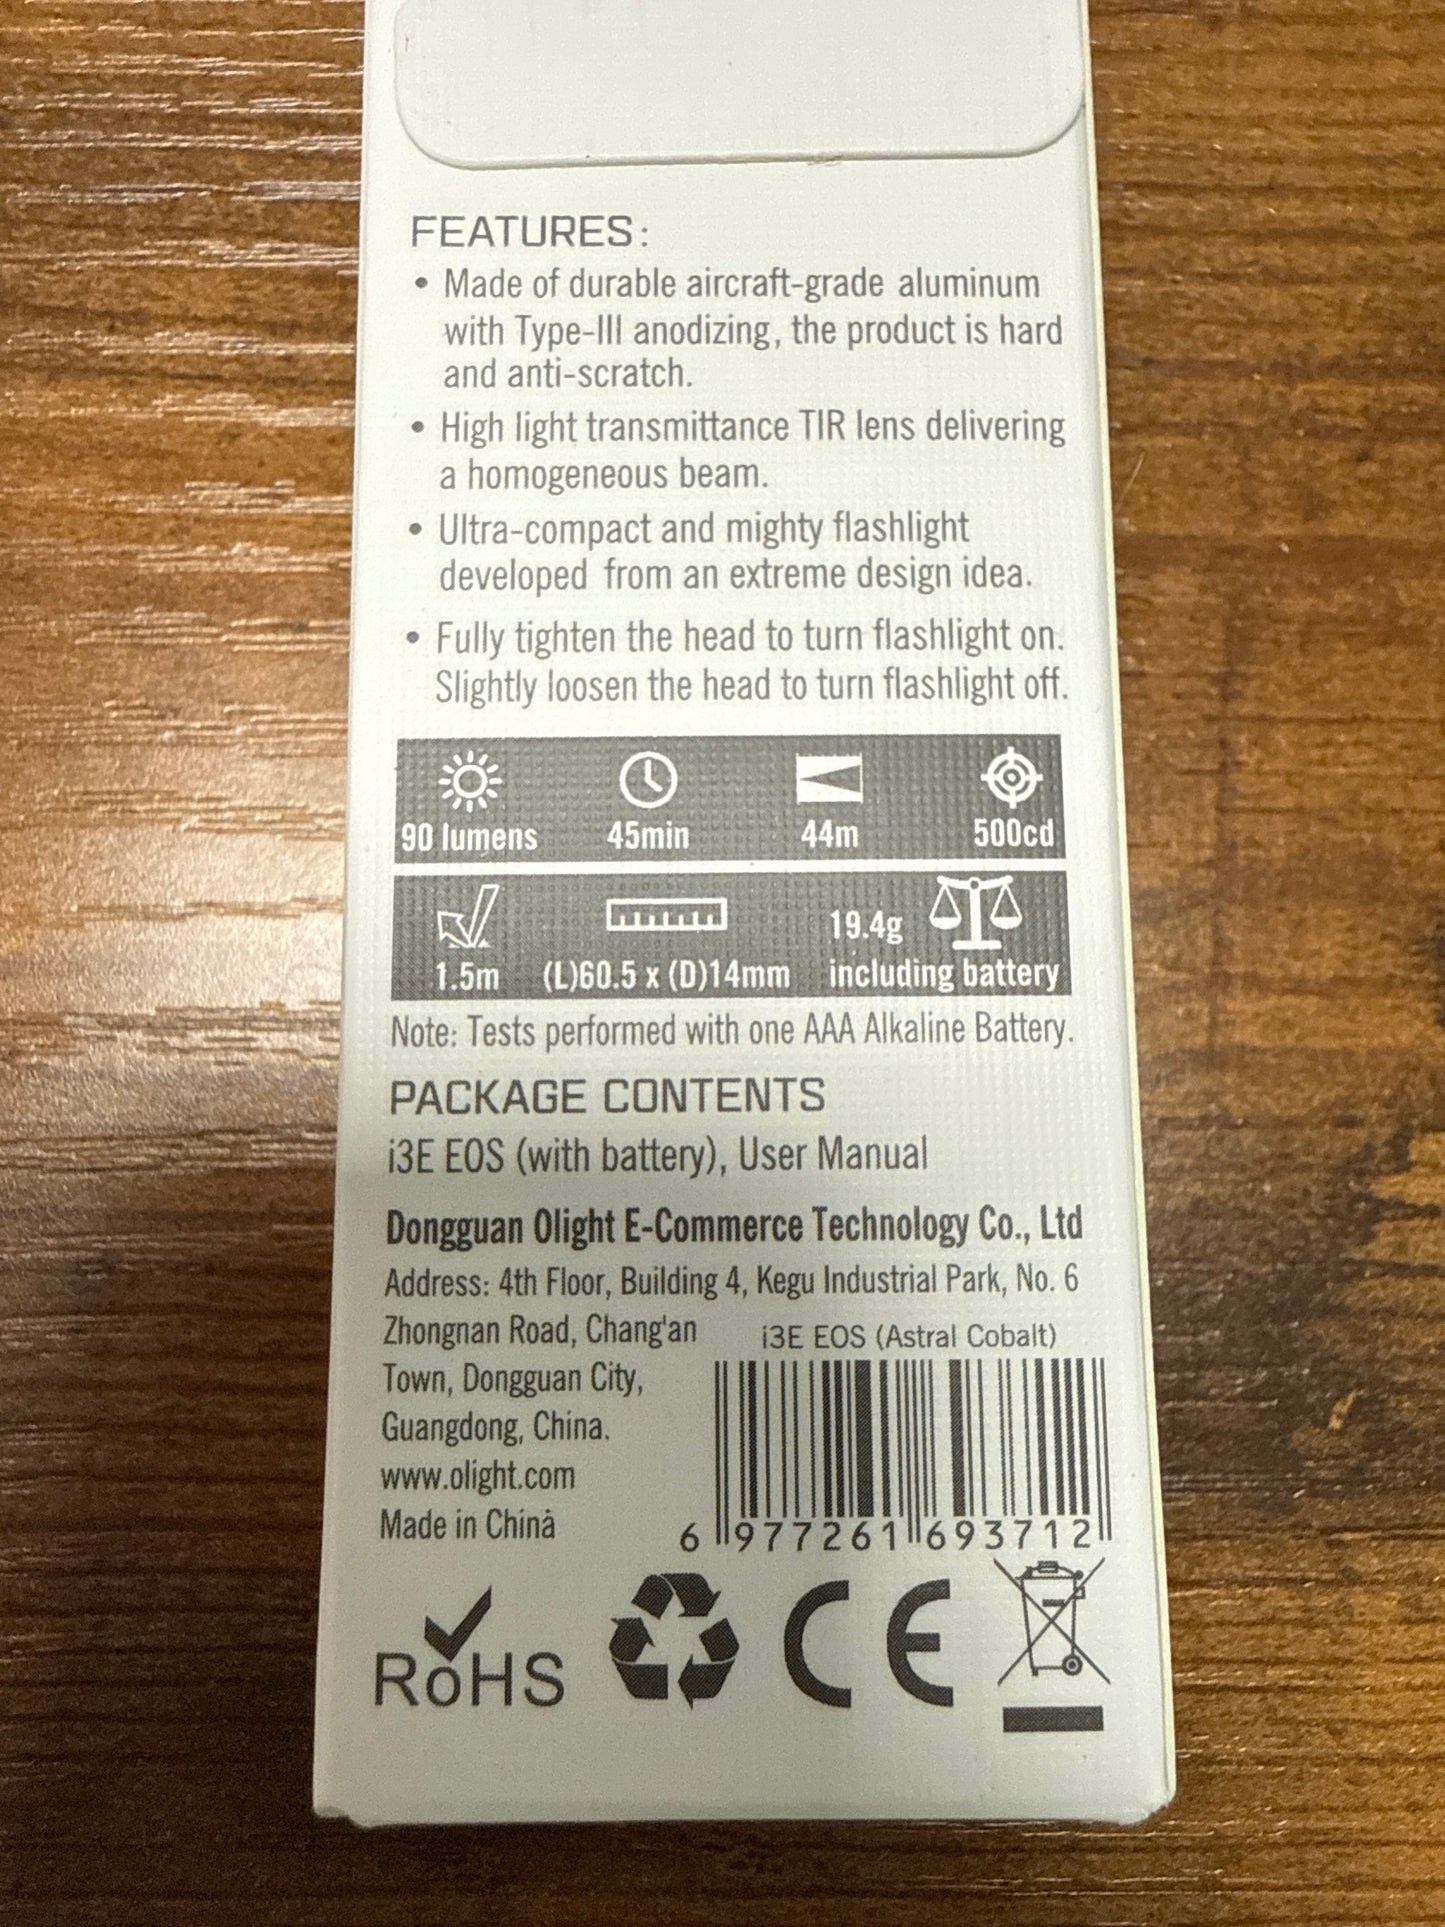 FEATURES:
• Made of durable aircraft-grade aluminum
with Type-III anodizing, the product is hard
and anti-scratch.
• High light transmittance TIR lens delivering
a homogeneous beam.
• Ultra-compact and mighty flashlight
developed from an extreme design idea.
• Fully tighten the head to turn flashlight on.
Slightly loosen the head to turn flashlight off.
90 lumens 45min 44m 500cd
1.5m (L)60.5 x (D)14mm 19.4g
including battery
Note: Tests performed with one AAA Alkaline Battery.
PACKAGE CONTENTS
i3E EOS (with battery), User Manual
Dongguan Olight E-Commerce Technology Co., Ltd
Address: 4th Floor, Building 4, Kegu Industrial Park, No. 6
Zhongnan Road, Chang'an
Town, Dongguan City,
Guangdong, China.
www.olight.com
Made in China
i3E EOS (Astral Cobalt)
6 977261 693712
RoHS CE